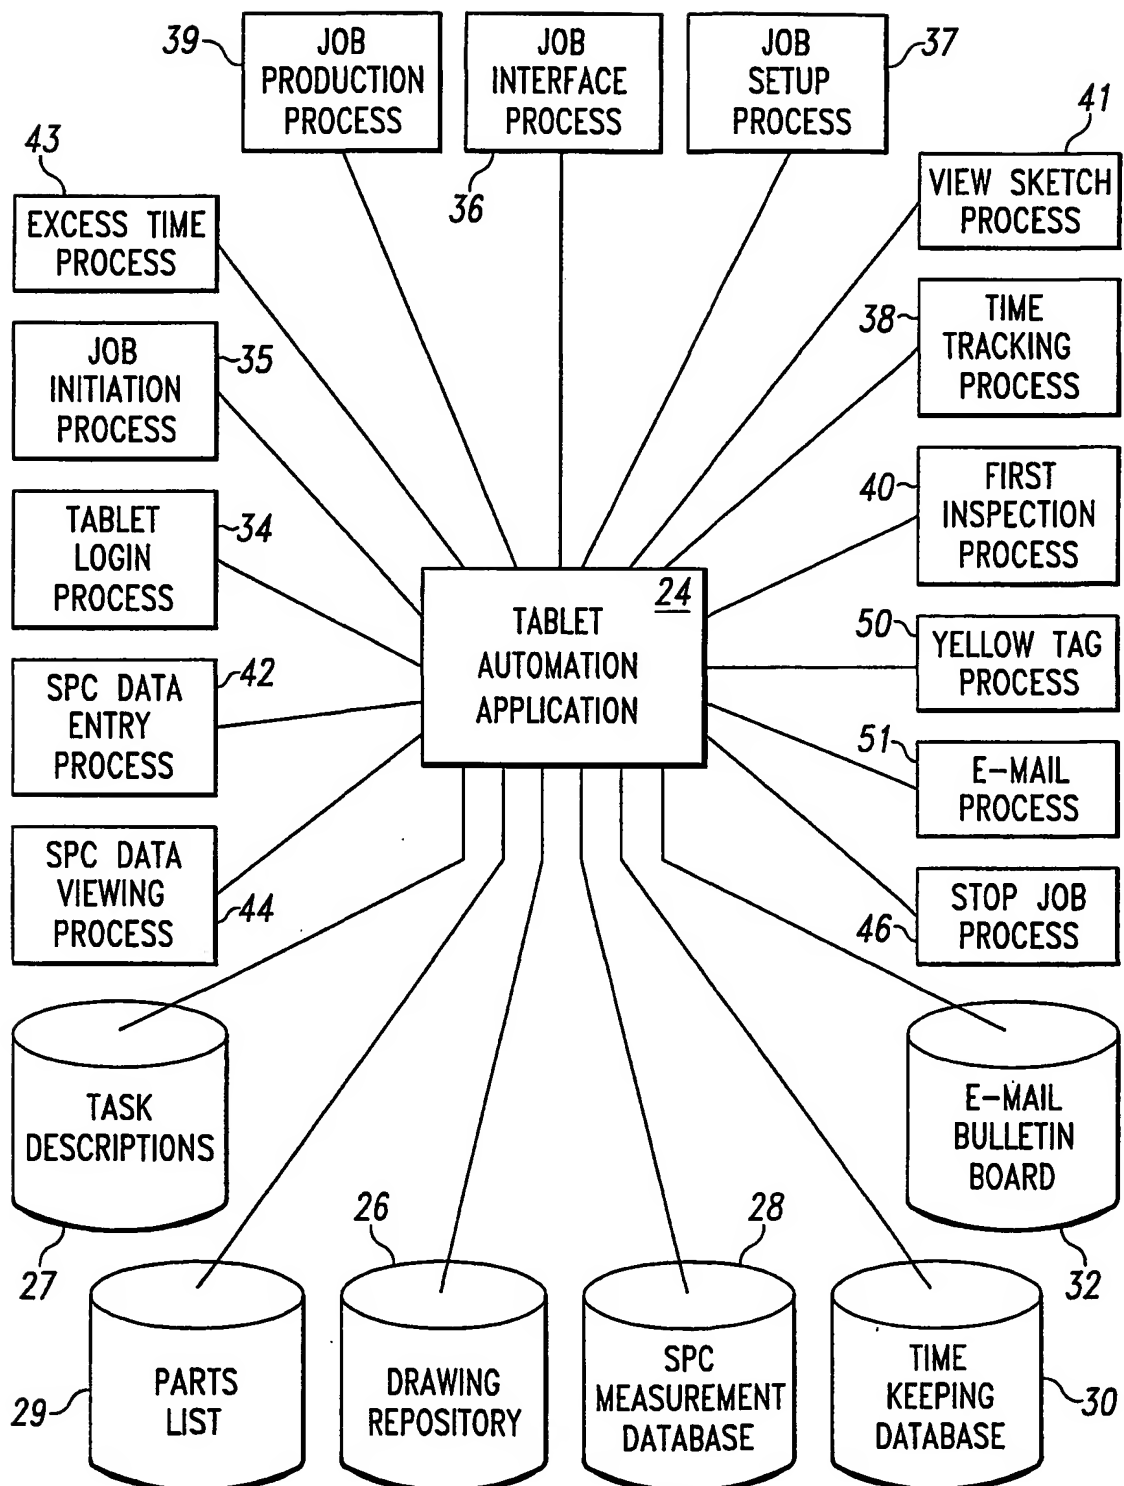 39
JOB
PRODUCTION
PROCESS
JOB
INTERFACE
PROCESS
36
JOB
SETUP
PROCESS
37
43
EXCESS TIME
PROCESS
41
VIEW SKETCH
PROCESS
JOB
INITIATION
PROCESS
35
38
TIME
TRACKING
PROCESS
TABLET
LOGIN
PROCESS
34
40
FIRST
INSPECTION
PROCESS
24
TABLET
AUTOMATION
APPLICATION
50
YELLOW TAG
PROCESS
SPC DATA
ENTRY
PROCESS
42
51
E-MAIL
PROCESS
SPC DATA
VIEWING
PROCESS
44
46
STOP JOB
PROCESS
TASK
DESCRIPTIONS
27
E-MAIL
BULLETIN
BOARD
32
29
PARTS
LIST
26
DRAWING
REPOSITORY
28
SPC
MEASUREMENT
DATABASE
TIME
KEEPING
DATABASE
30